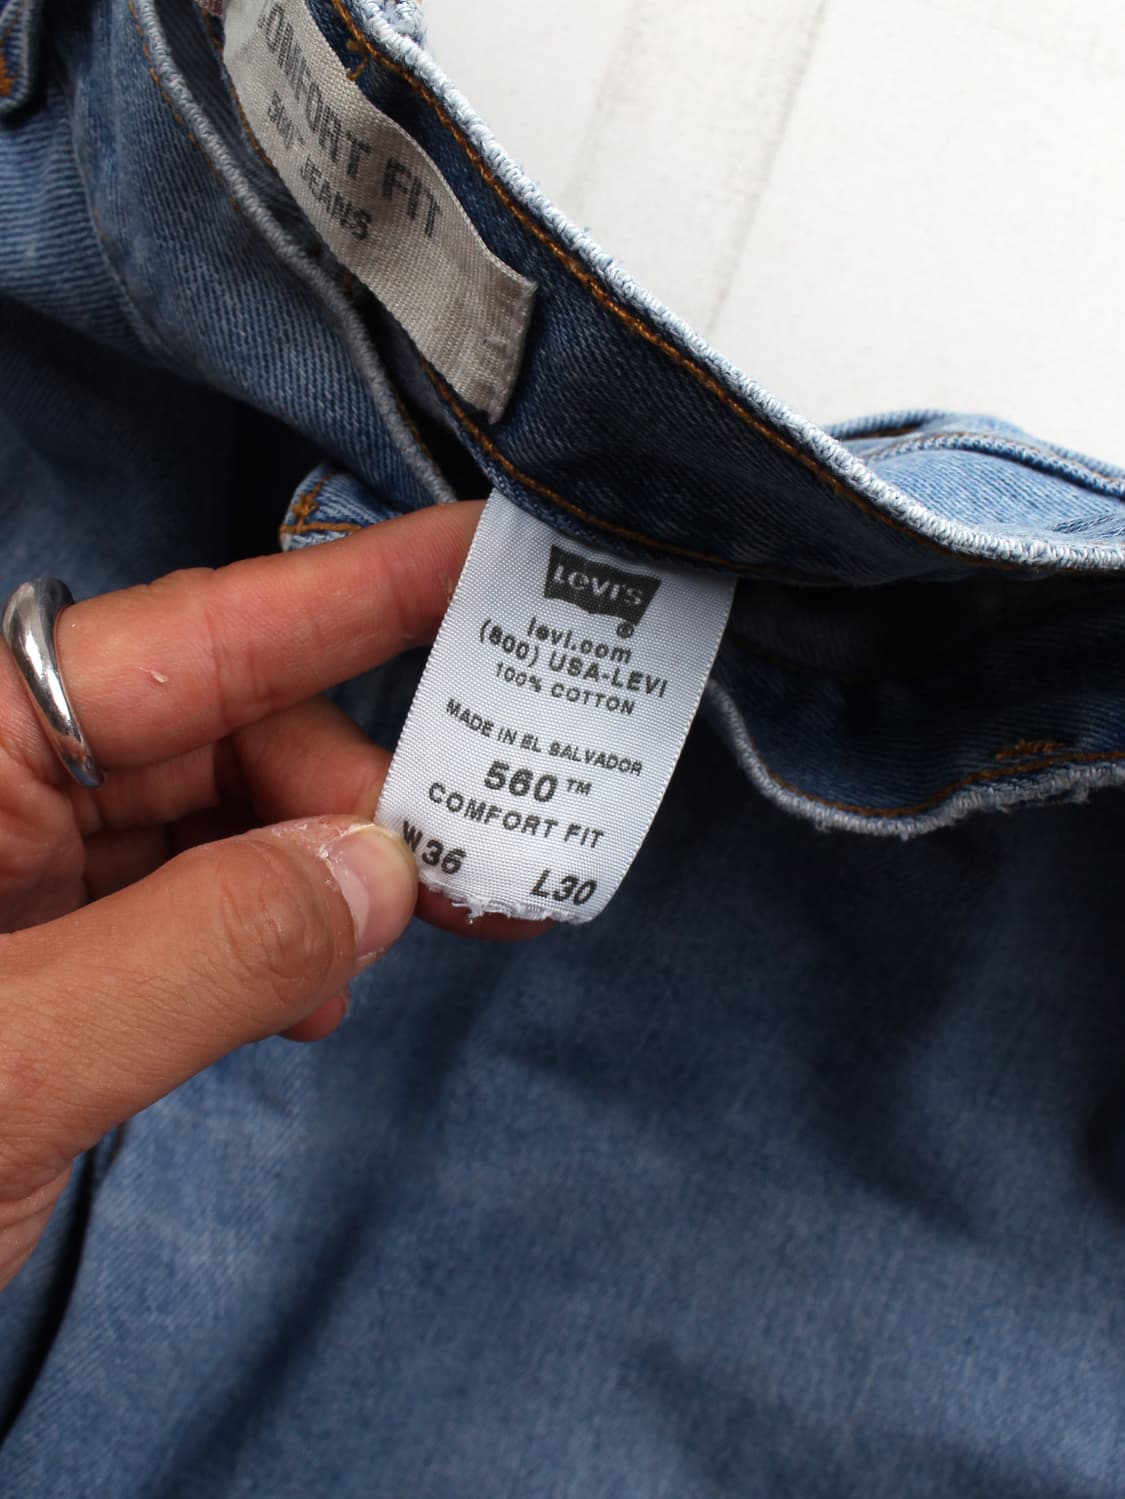 COMFORT FIT
JEANS
LEVI'S
®
levi.com
(800) USA-LEVI
100% COTTON
MADE IN EL SALVADOR
560™
COMFORT FIT
W36 L30